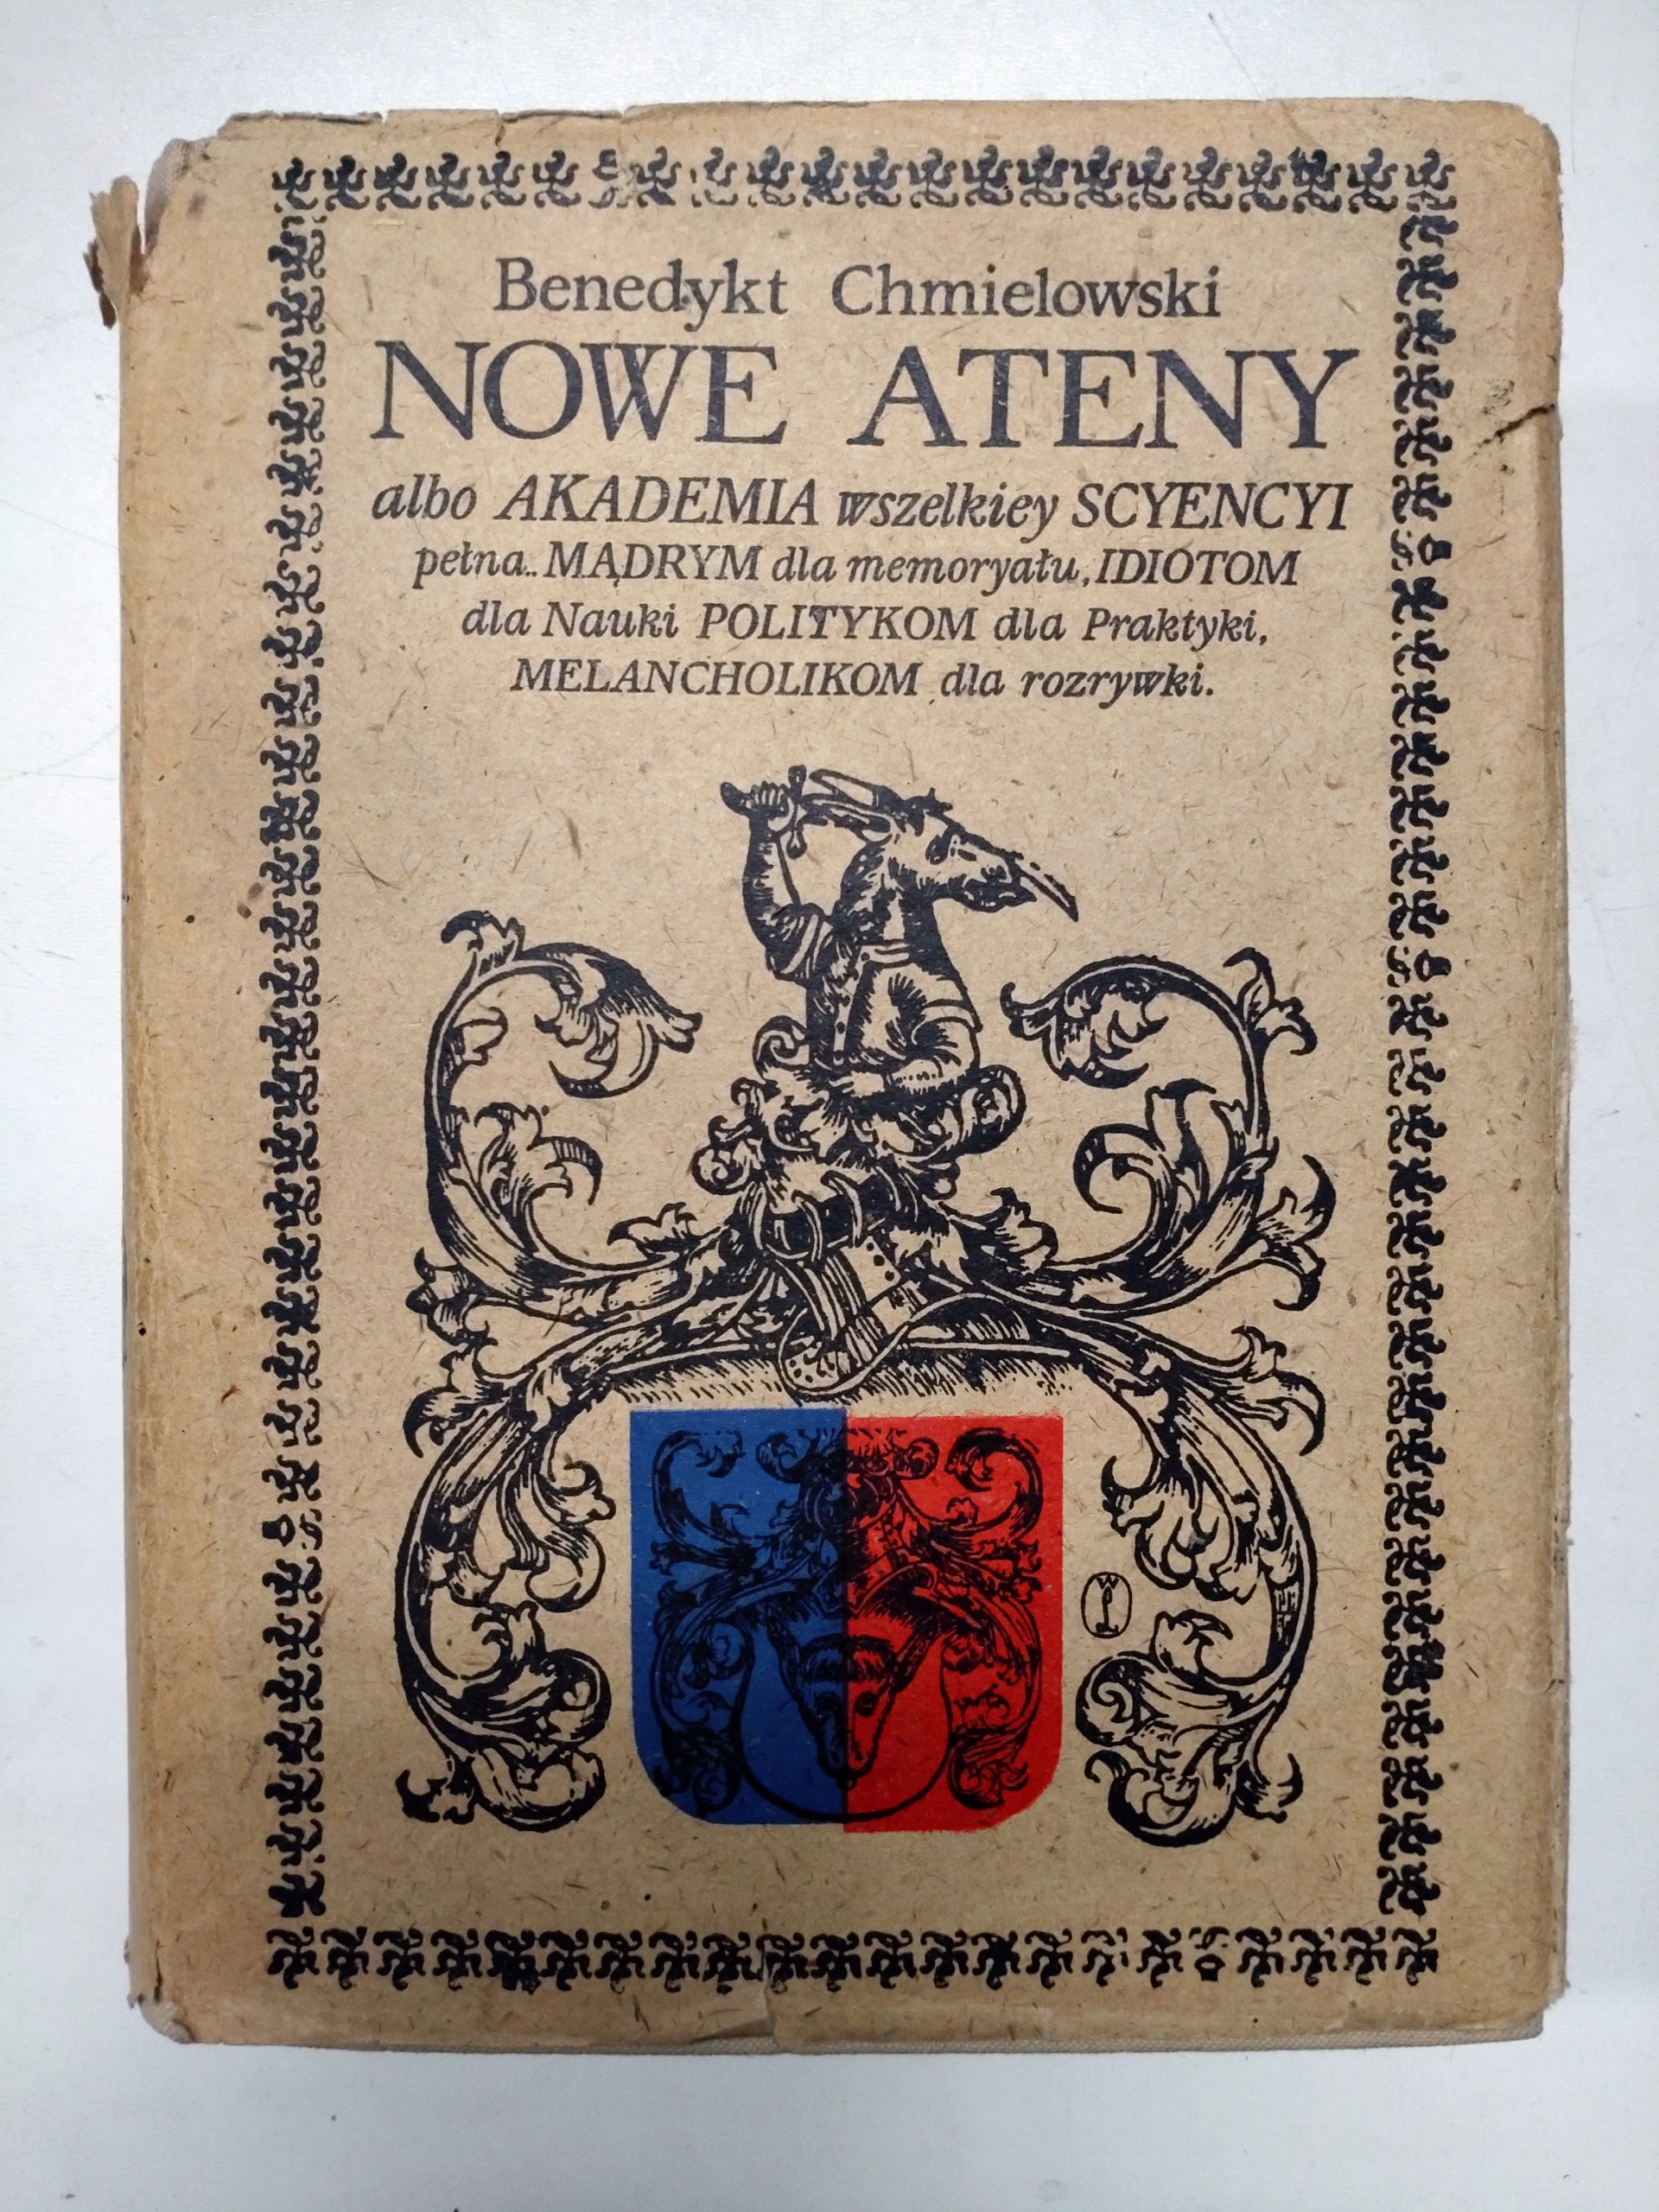 Benedykt Chmielowski
NOWE ATENY
albo AKADEMIA wszelkiey SCYENCYI
pełna.. MĄDRYM dla memoryału, IDIOTOM
dla Nauki POLITYKOM dla Praktyki,
MELANCHOLIKOM dla rozrywki.